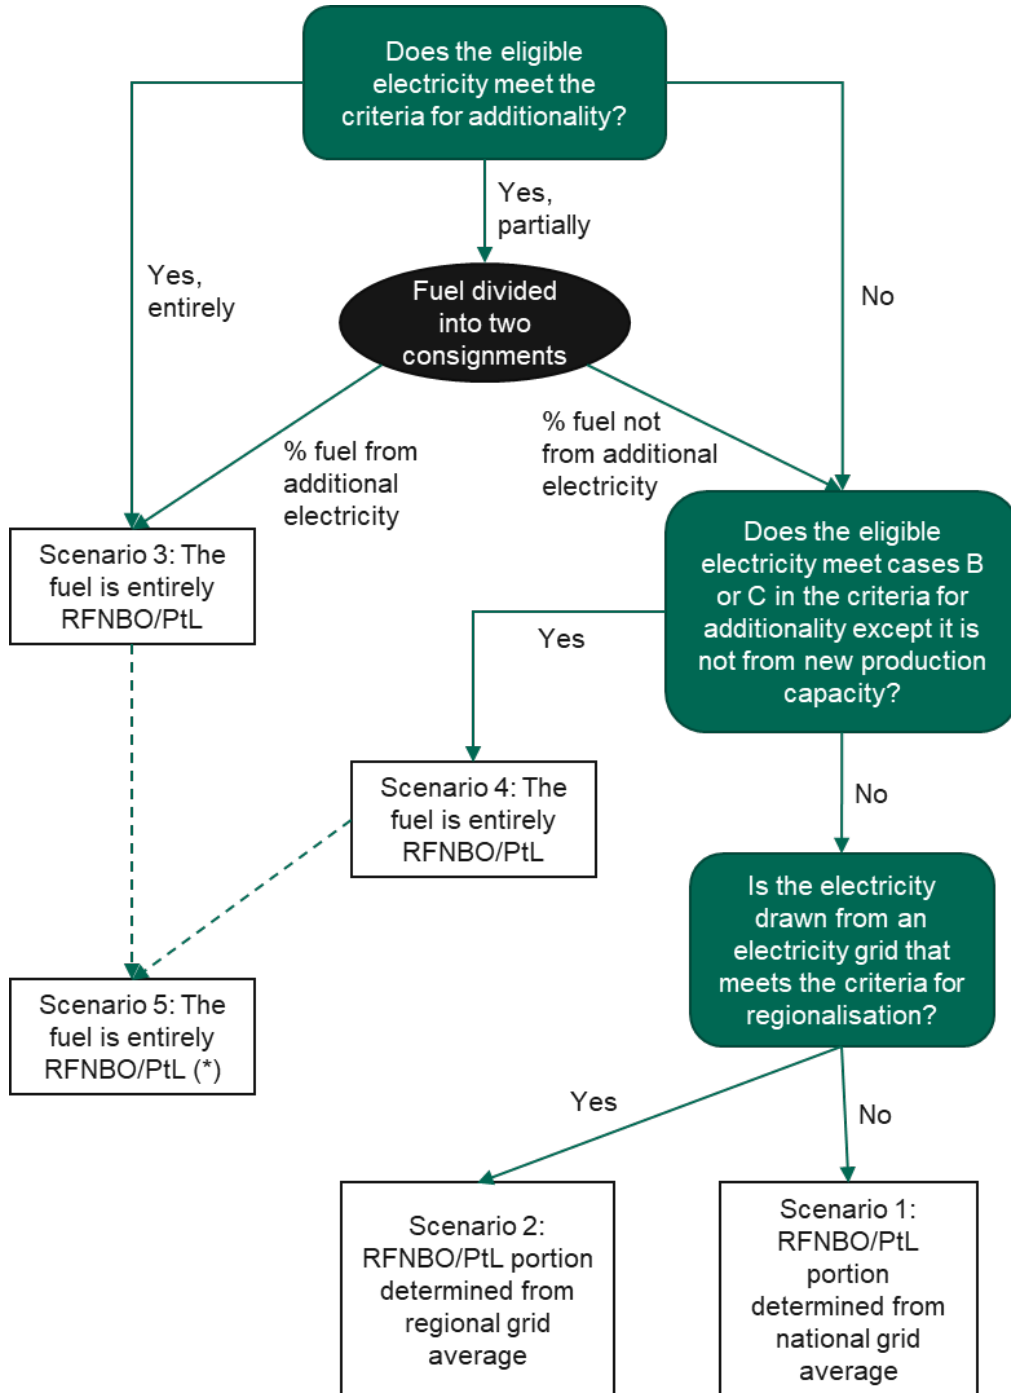 Does the eligible
electricity meet the
criteria for additionality?
Yes,
partially
Yes,
entirely
No
Fuel divided
into two
consignments
% fuel from
additional
electricity
% fuel not
from additional
electricity
Scenario 3: The
fuel is entirely
RFNBO/PtL
Does the eligible
electricity meet cases B
or C in the criteria for
additionality except it is
not from new production
capacity?
Yes
No
Scenario 4: The
fuel is entirely
RFNBO/PtL
Is the electricity
drawn from an
electricity grid that
meets the criteria for
regionalisation?
Scenario 5: The
fuel is entirely
RFNBO/PtL (*)
Yes
No
Scenario 2:
RFNBO/PtL portion
determined from
regional grid
average
Scenario 1:
RFNBO/PtL
portion
determined from
national grid
average